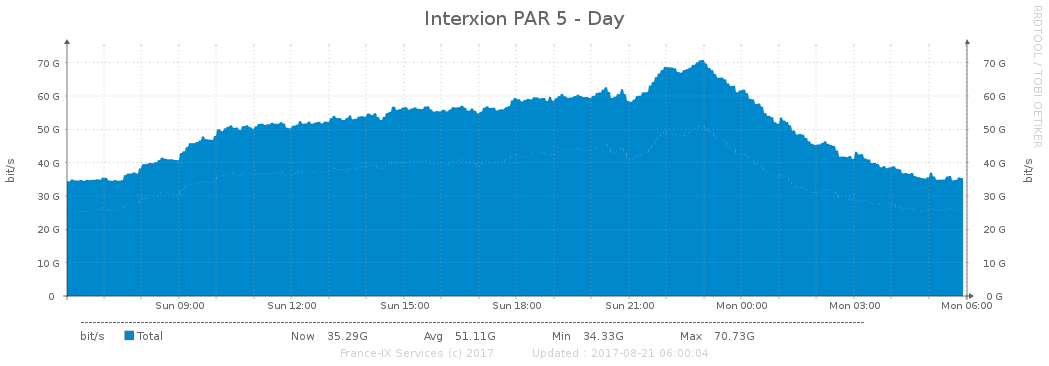 Interxion PAR 5 - Day
RRDTOOL / TOBI OETIKER
bit/s
70 G 70 G
60 G 60 G
50 G 50 G
40 G 40 G
30 G 30 G
20 G 20 G
10 G 10 G
0 0 G
bit/s
Sun 09:00 Sun 12:00 Sun 15:00 Sun 18:00 Sun 21:00 Mon 00:00 Mon 03:00 Mon 06:00
bit/s Total Now 35.29G Avg 51.11G Min 34.33G Max 70.73G
France-IX Services (c) 2017 Updated : 2017-08-21 06:00:04